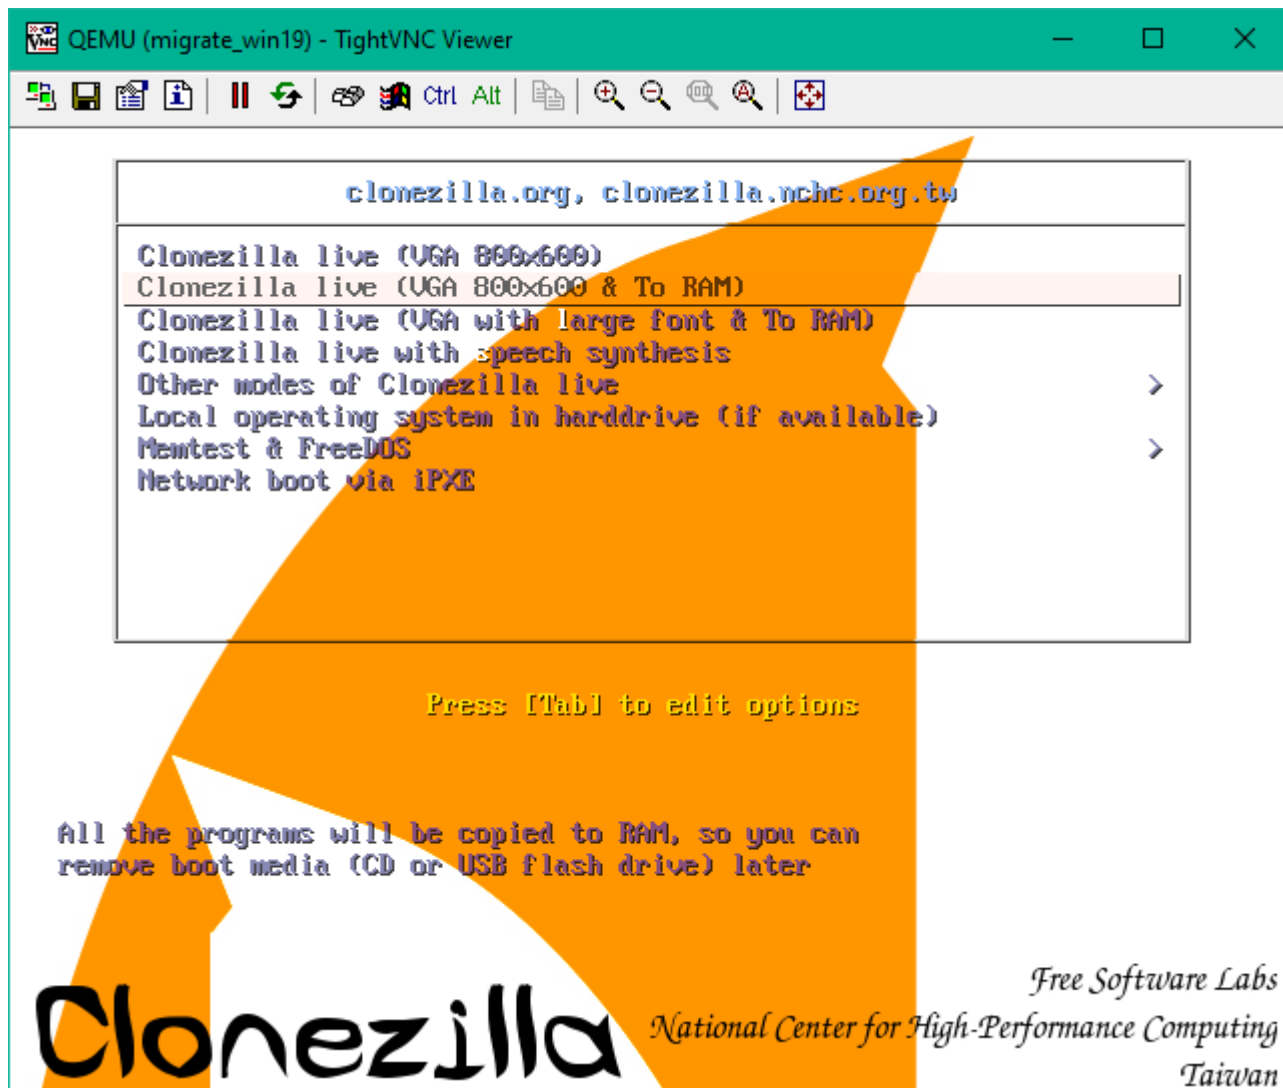 QEMU (migrate_win19) - TightVNC Viewer
Ctrl Alt
clonezilla.org, clonezilla.nchc.org.tw
Clonezilla live (VGA 800x600)
Clonezilla live (VGA 800x600 & To RAM)
Clonezilla live (VGA with large font & To RAM)
Clonezilla live with speech synthesis
Other modes of Clonezilla live >
Local operating system in harddrive (if available)
Memtest & FreeDOS >
Network boot via iPXE
Press [Tab] to edit options
All the programs will be copied to RAM, so you can
remove boot media (CD or USB flash drive) later
Free Software Labs
Clonezilla National Center for High-Performance Computing
Taiwan